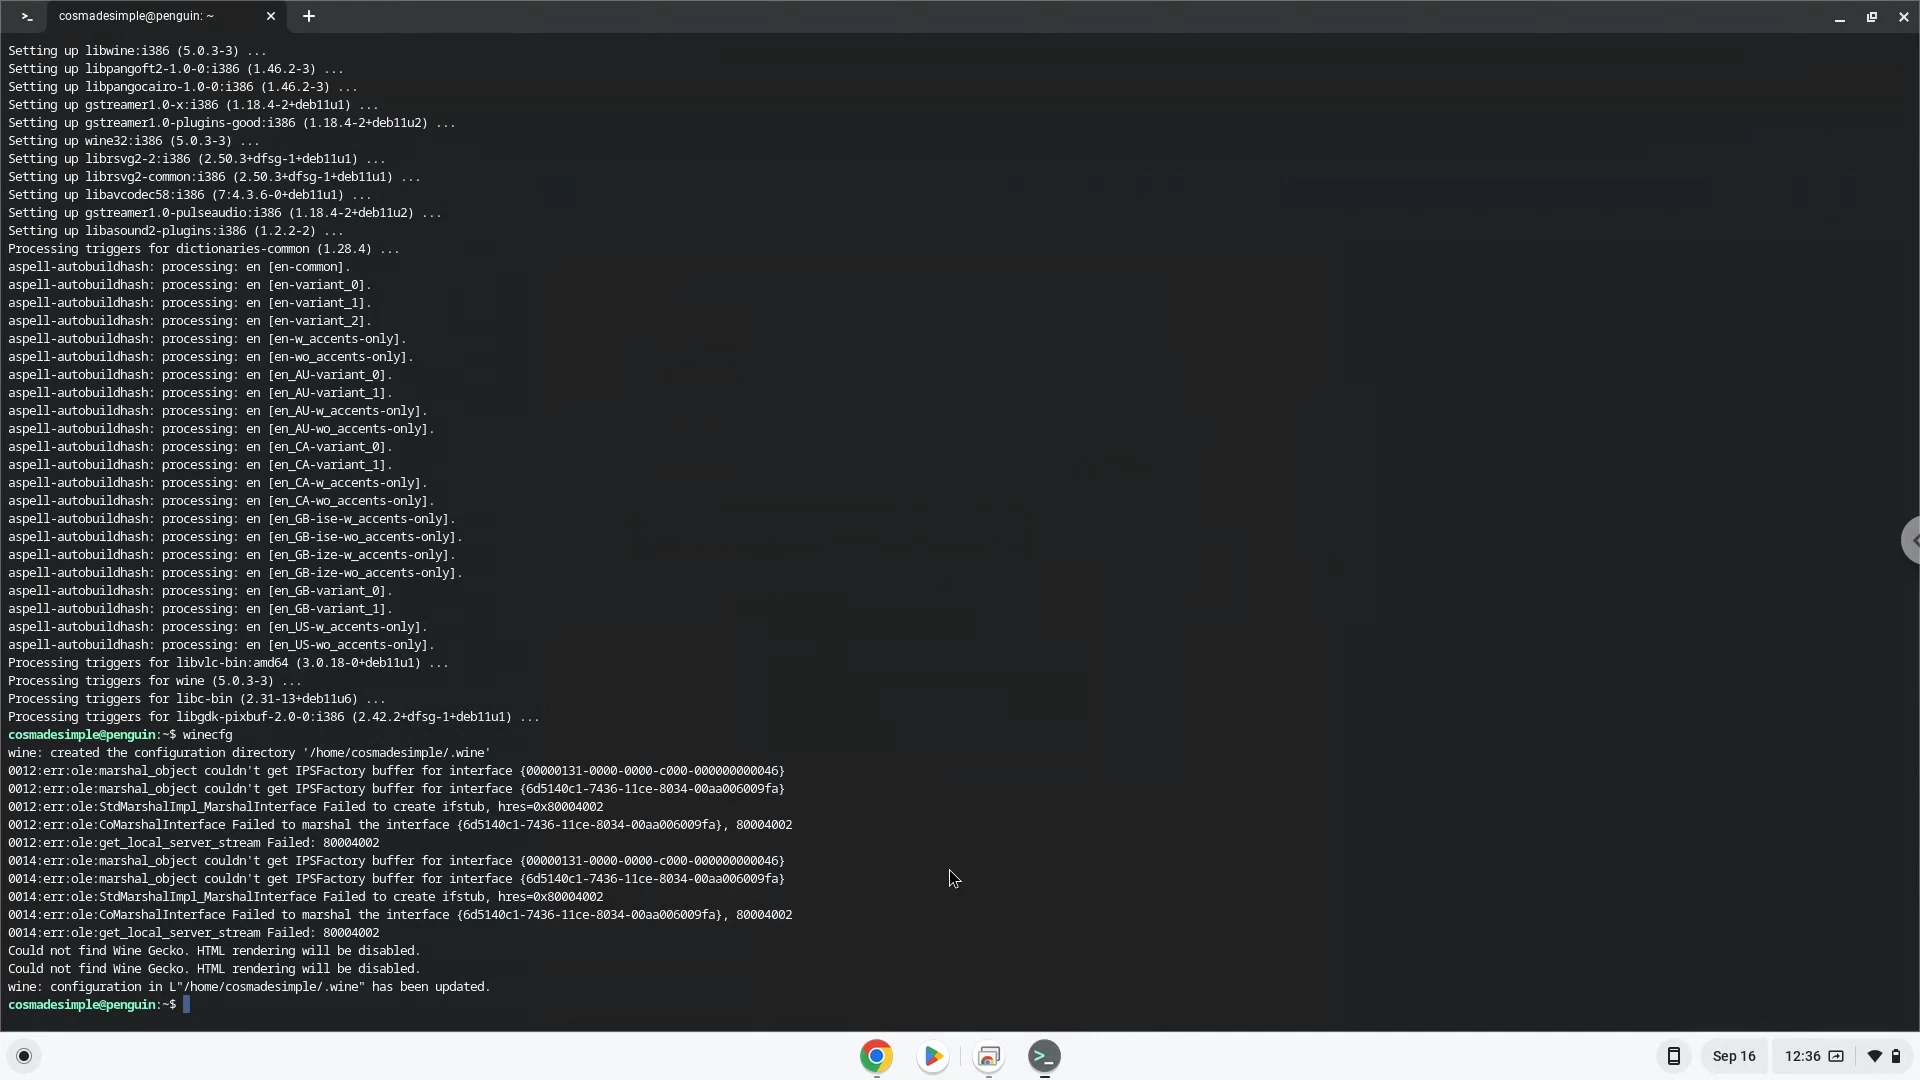 cosmadesimple@penguin: ~
Setting up libwine:i386 (5.0.3-3) ...
Setting up libpangoft2-1.0-0:i386 (1.46.2-3) ...
Setting up libpangocairo-1.0-0:i386 (1.46.2-3) ...
Setting up gstreamer1.0-x:i386 (1.18.4-2+deb11u1) ...
Setting up gstreamer1.0-plugins-good:i386 (1.18.4-2+deb11u2) ...
Setting up wine32:i386 (5.0.3-3) ...
Setting up librsvg2-2:i386 (2.50.3+dfsg-1+deb11u1) ...
Setting up librsvg2-common:i386 (2.50.3+dfsg-1+deb11u1) ...
Setting up libavcodec58:i386 (7:4.3.6-0+deb11u1) ...
Setting up gstreamer1.0-pulseaudio:i386 (1.18.4-2+deb11u2) ...
Setting up libasound2-plugins:i386 (1.2.2-2) ...
Processing triggers for dictionaries-common (1.28.4) ...
aspell-autobuildhash: processing: en [en-common].
aspell-autobuildhash: processing: en [en-variant_0].
aspell-autobuildhash: processing: en [en-variant_1].
aspell-autobuildhash: processing: en [en-variant_2].
aspell-autobuildhash: processing: en [en-w_accents-only].
aspell-autobuildhash: processing: en [en-wo_accents-only].
aspell-autobuildhash: processing: en [en_AU-variant_0].
aspell-autobuildhash: processing: en [en_AU-variant_1].
aspell-autobuildhash: processing: en [en_AU-w_accents-only].
aspell-autobuildhash: processing: en [en_AU-wo_accents-only].
aspell-autobuildhash: processing: en [en_CA-variant_0].
aspell-autobuildhash: processing: en [en_CA-variant_1].
aspell-autobuildhash: processing: en [en_CA-w_accents-only].
aspell-autobuildhash: processing: en [en_CA-wo_accents-only].
aspell-autobuildhash: processing: en [en_GB-ise-w_accents-only].
aspell-autobuildhash: processing: en [en_GB-ise-wo_accents-only].
aspell-autobuildhash: processing: en [en_GB-ize-w_accents-only].
aspell-autobuildhash: processing: en [en_GB-ize-wo_accents-only].
aspell-autobuildhash: processing: en [en_GB-variant_0].
aspell-autobuildhash: processing: en [en_GB-variant_1].
aspell-autobuildhash: processing: en [en_US-w_accents-only].
aspell-autobuildhash: processing: en [en_US-wo_accents-only].
Processing triggers for libvlc-bin:amd64 (3.0.18-0+deb11u1) ...
Processing triggers for wine (5.0.3-3) ...
Processing triggers for libc-bin (2.31-13+deb11u6) ...
Processing triggers for libgdk-pixbuf-2.0-0:i386 (2.42.2+dfsg-1+deb11u1) ...
cosmadesimple@penguin:~$ winecfg
wine: created the configuration directory '/home/cosmadesimple/.wine'
0012:err:ole:marshal_object couldn't get IPSFactory buffer for interface {00000131-0000-0000-c000-000000000046}
0012:err:ole:marshal_object couldn't get IPSFactory buffer for interface {6d5140c1-7436-11ce-8034-00aa006009fa}
0012:err:ole:StdMarshalImpl_MarshalInterface Failed to create ifstub, hres=0x80004002
0012:err:ole:CoMarshalInterface Failed to marshal the interface {6d5140c1-7436-11ce-8034-00aa006009fa}, 80004002
0012:err:ole:get_local_server_stream Failed: 80004002
0014:err:ole:marshal_object couldn't get IPSFactory buffer for interface {00000131-0000-0000-c000-000000000046}
0014:err:ole:marshal_object couldn't get IPSFactory buffer for interface {6d5140c1-7436-11ce-8034-00aa006009fa}
0014:err:ole:StdMarshalImpl_MarshalInterface Failed to create ifstub, hres=0x80004002
0014:err:ole:CoMarshalInterface Failed to marshal the interface {6d5140c1-7436-11ce-8034-00aa006009fa}, 80004002
0014:err:ole:get_local_server_stream Failed: 80004002
Could not find Wine Gecko. HTML rendering will be disabled.
Could not find Wine Gecko. HTML rendering will be disabled.
wine: configuration in L"/home/cosmadesimple/.wine" has been updated.
cosmadesimple@penguin:~$
Sep 16 12:36